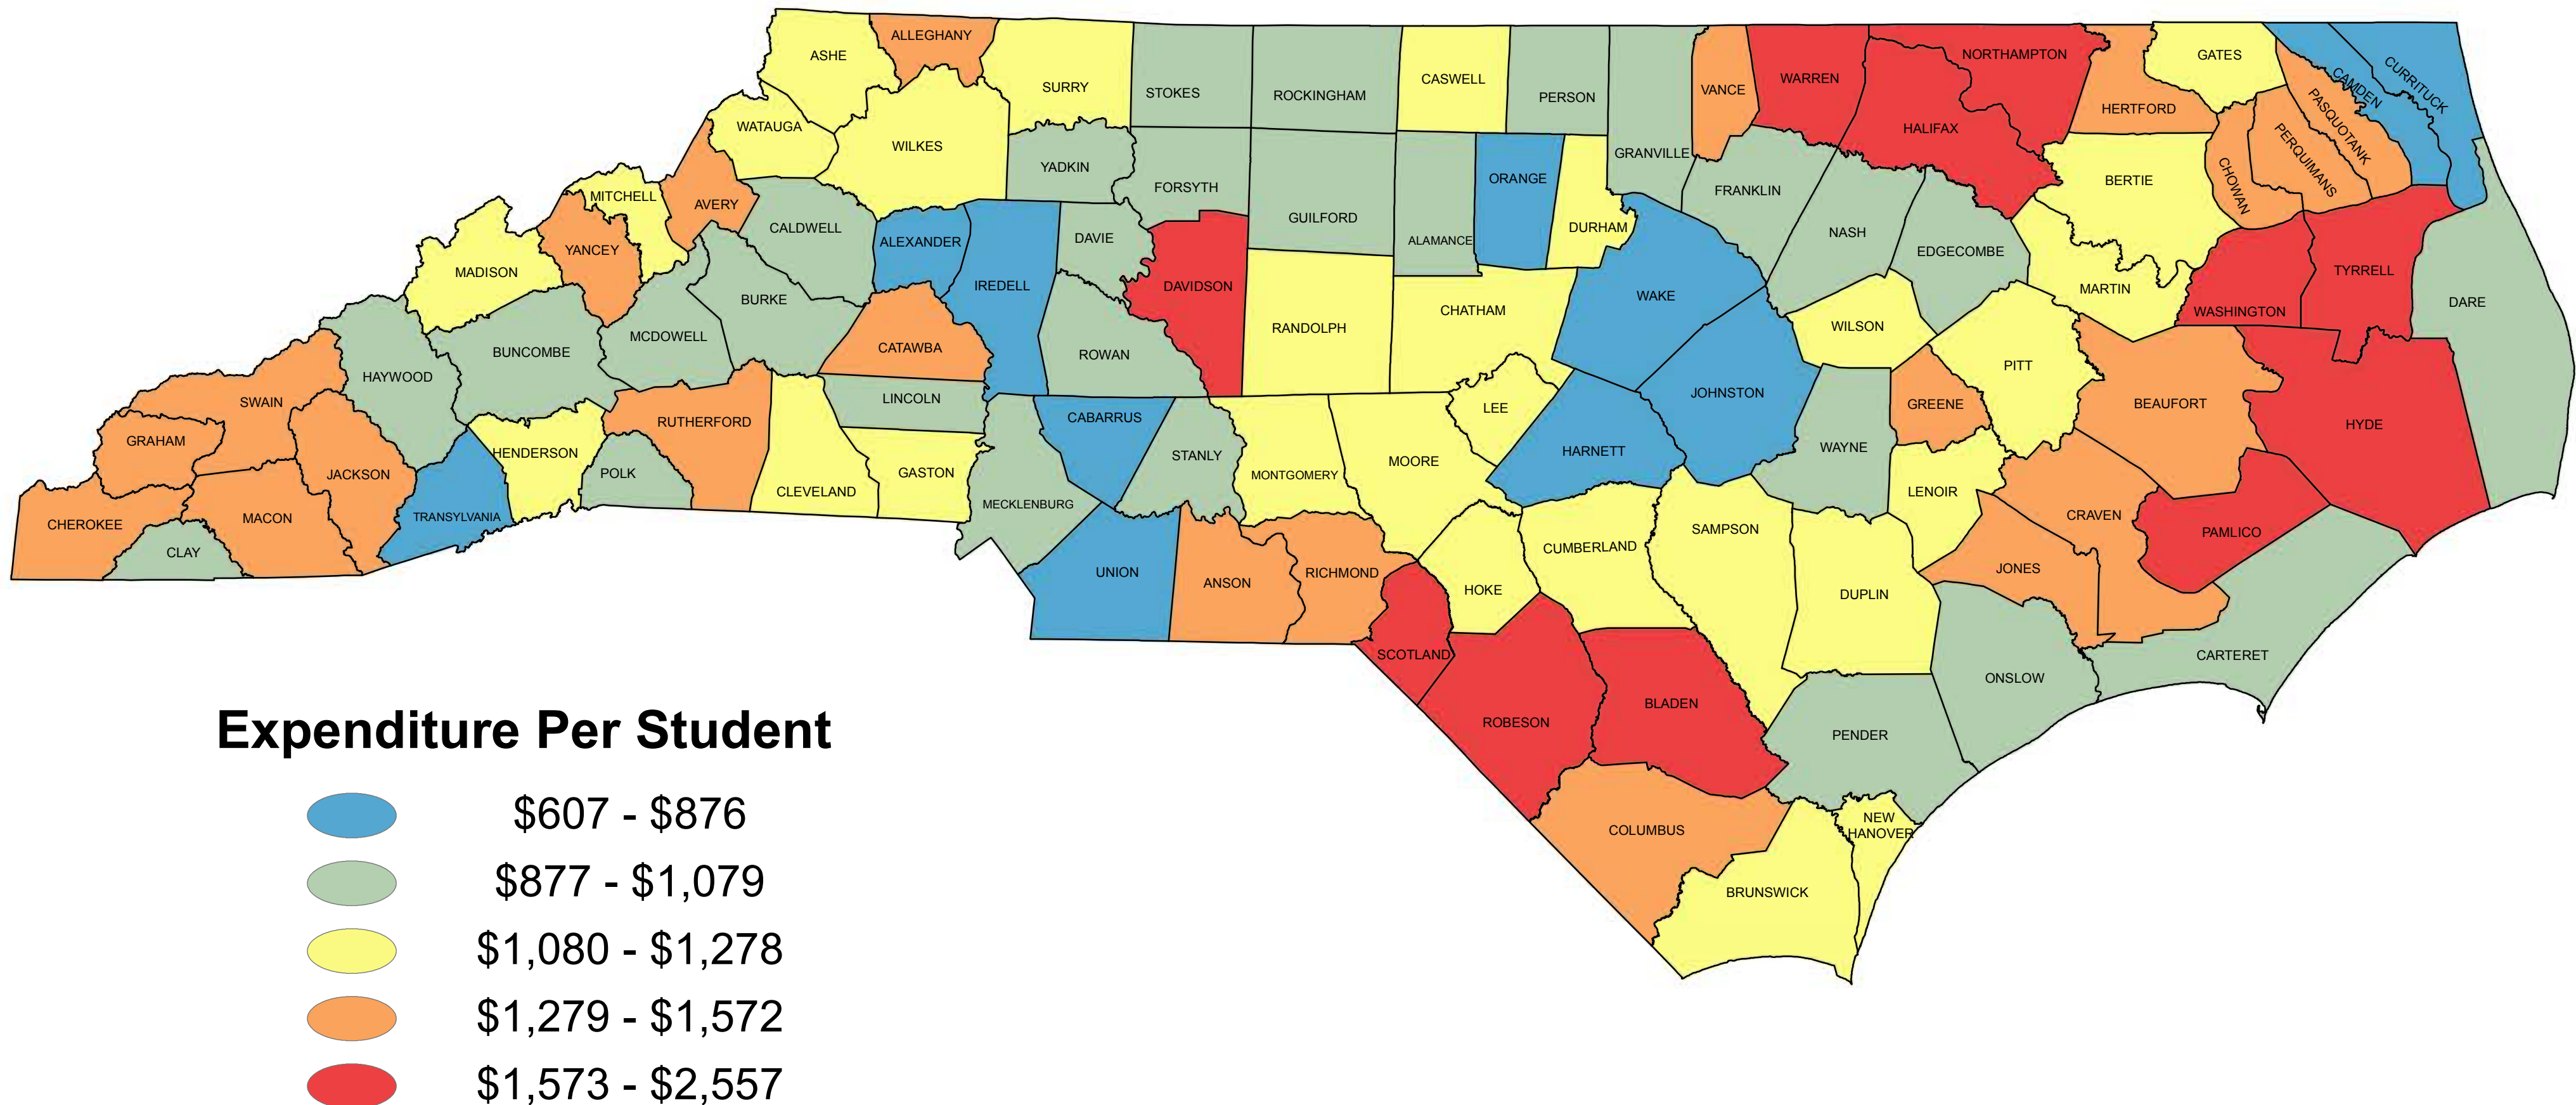 ASHE
ALLEGHANY
SURRY
STOKES
ROCKINGHAM
CASWELL
PERSON
GRANVILLE
VANCE
WARREN
NORTHAMPTON
HALIFAX
HERTFORD
GATES
CAMDEN
CURRITUCK
PASQUOTANK
PERQUIMANS
CHOWAN
WATAUGA
WILKES
YADKIN
FORSYTH
GUILFORD
ALAMANCE
ORANGE
DURHAM
FRANKLIN
NASH
EDGECOMBE
BERTIE
MARTIN
WASHINGTON
TYRRELL
DARE
MITCHELL
AVERY
CALDWELL
ALEXANDER
IREDELL
DAVIE
DAVIDSON
RANDOLPH
CHATHAM
WAKE
WILSON
PITT
BEAUFORT
HYDE
MADISON
YANCEY
BUNCOMBE
MCDOWELL
BURKE
CATAWBA
ROWAN
LINCOLN
CABARRUS
STANLY
MONTGOMERY
MOORE
LEE
HARNETT
JOHNSTON
WAYNE
GREENE
LENOIR
CRAVEN
PAMLICO
SWAIN
HAYWOOD
GRAHAM
JACKSON
HENDERSON
RUTHERFORD
POLK
CLEVELAND
GASTON
MECKLENBURG
CHEROKEE
MACON
CLAY
TRANSYLVANIA
UNION
ANSON
RICHMOND
HOKE
CUMBERLAND
SAMPSON
DUPLIN
JONES
ONSLOW
CARTERET
SCOTLAND
ROBESON
BLADEN
PENDER
COLUMBUS
NEW
HANOVER
BRUNSWICK
Expenditure Per Student
$607 - $876
$877 - $1,079
$1,080 - $1,278
$1,279 - $1,572
$1,573 - $2,557